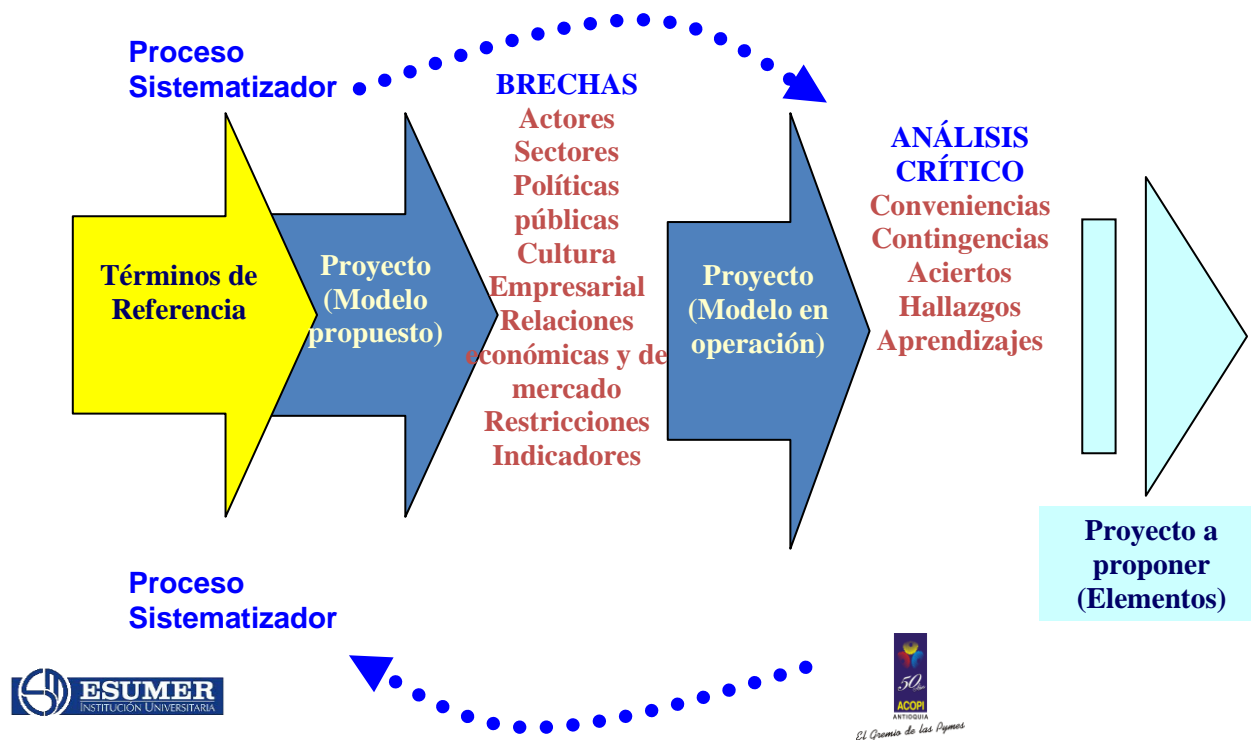 Proceso
Sistematizador
BRECHAS
Actores
Sectores
Políticas
públicas
Cultura
Empresarial
Relaciones
económicas y de
mercado
Restricciones
Indicadores
ANÁLISIS
CRÍTICO
Conveniencias
Contingencias
Aciertos
Hallazgos
Aprendizajes
Términos de
Referencia
Proyecto
(Modelo
propuesto)
Proyecto
(Modelo en
operación)
Proyecto a
proponer
(Elementos)
Proceso
Sistematizador
ESUMER
INSTITUCIÓN UNIVERSITARIA
50
ACOPI
ANTIOQUIA
El Gremio de las Pymes